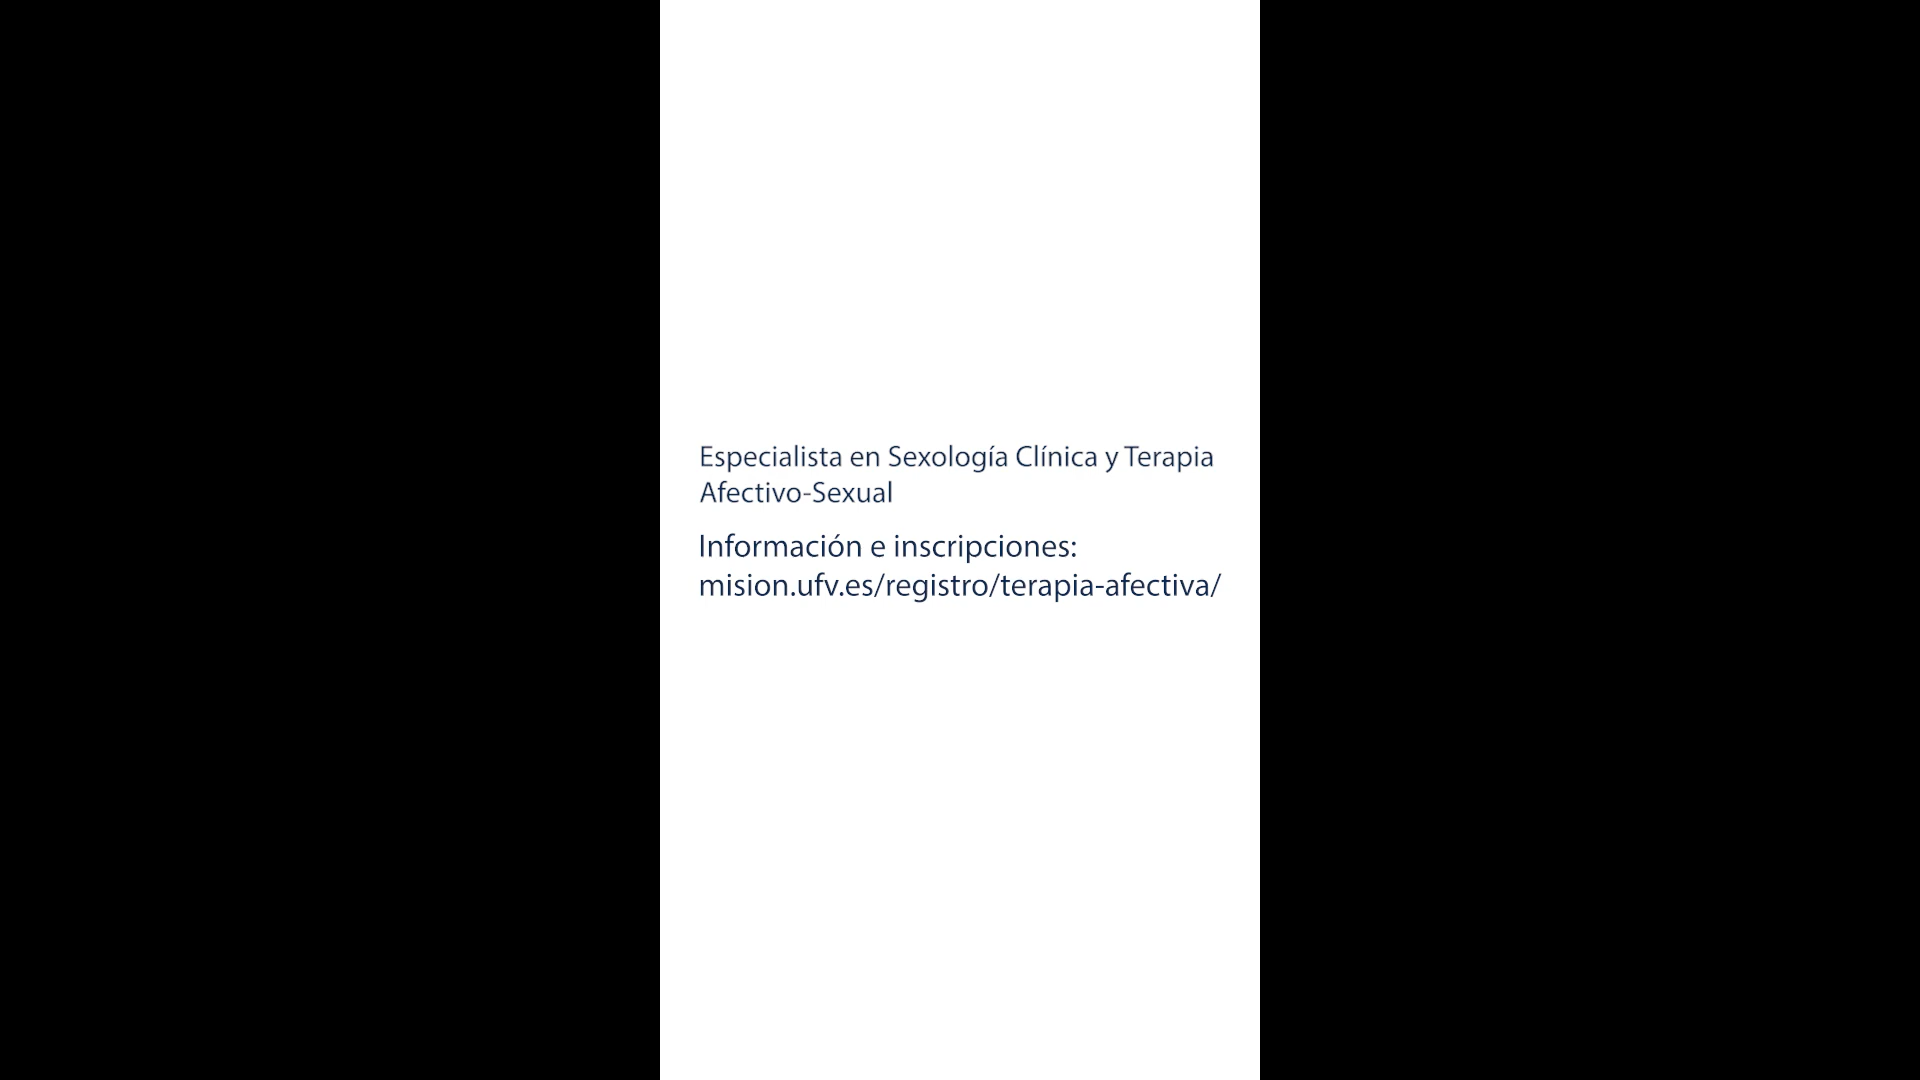 Especialista en Sexología Clínica y Terapia
Afectivo-Sexual
Información e inscripciones:
mision.ufv.es/registro/terapia-afectiva/